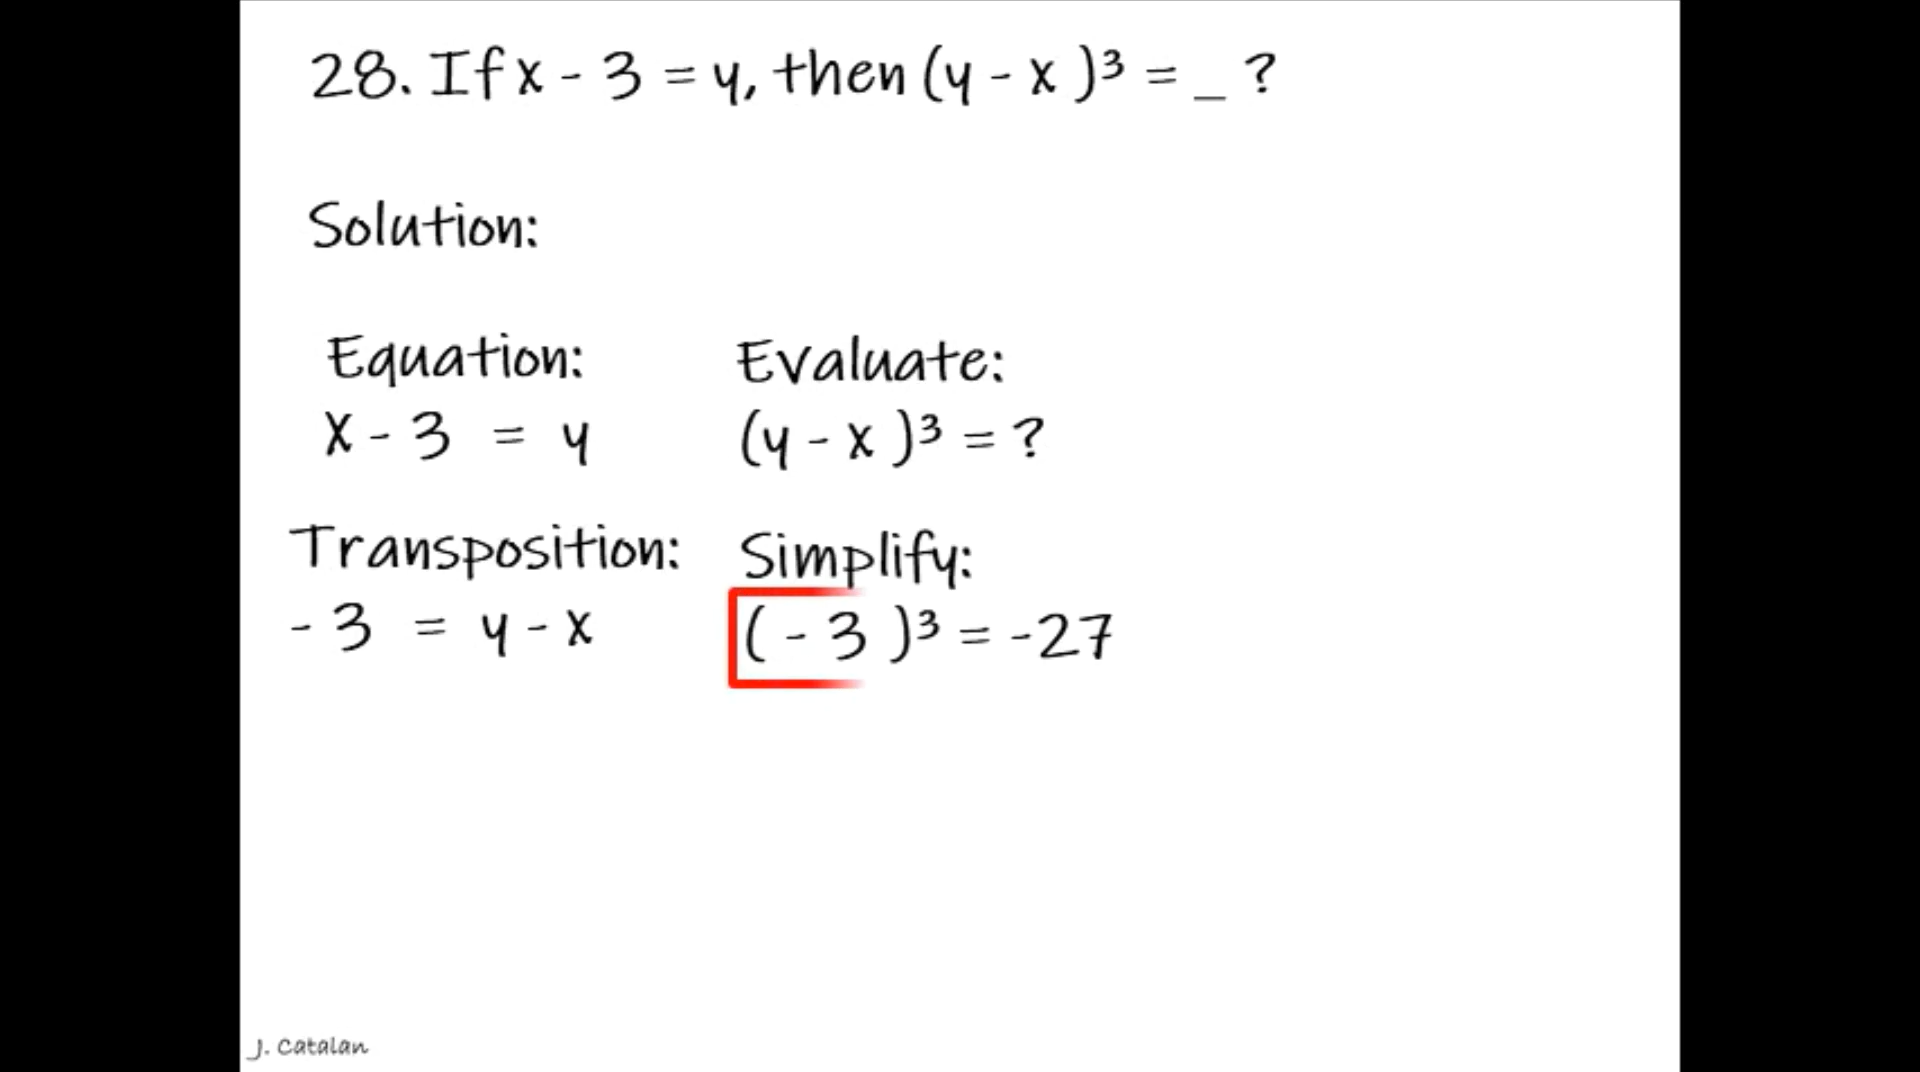 28. If x - 3 = y, then (y - x )³ = _ ?
Solution:
Equation:
x - 3 = y
Transposition:
- 3 = y - x
Evaluate:
(y - x )³ = ?
Simplify:
( - 3 )³ = -27
J. Catalan